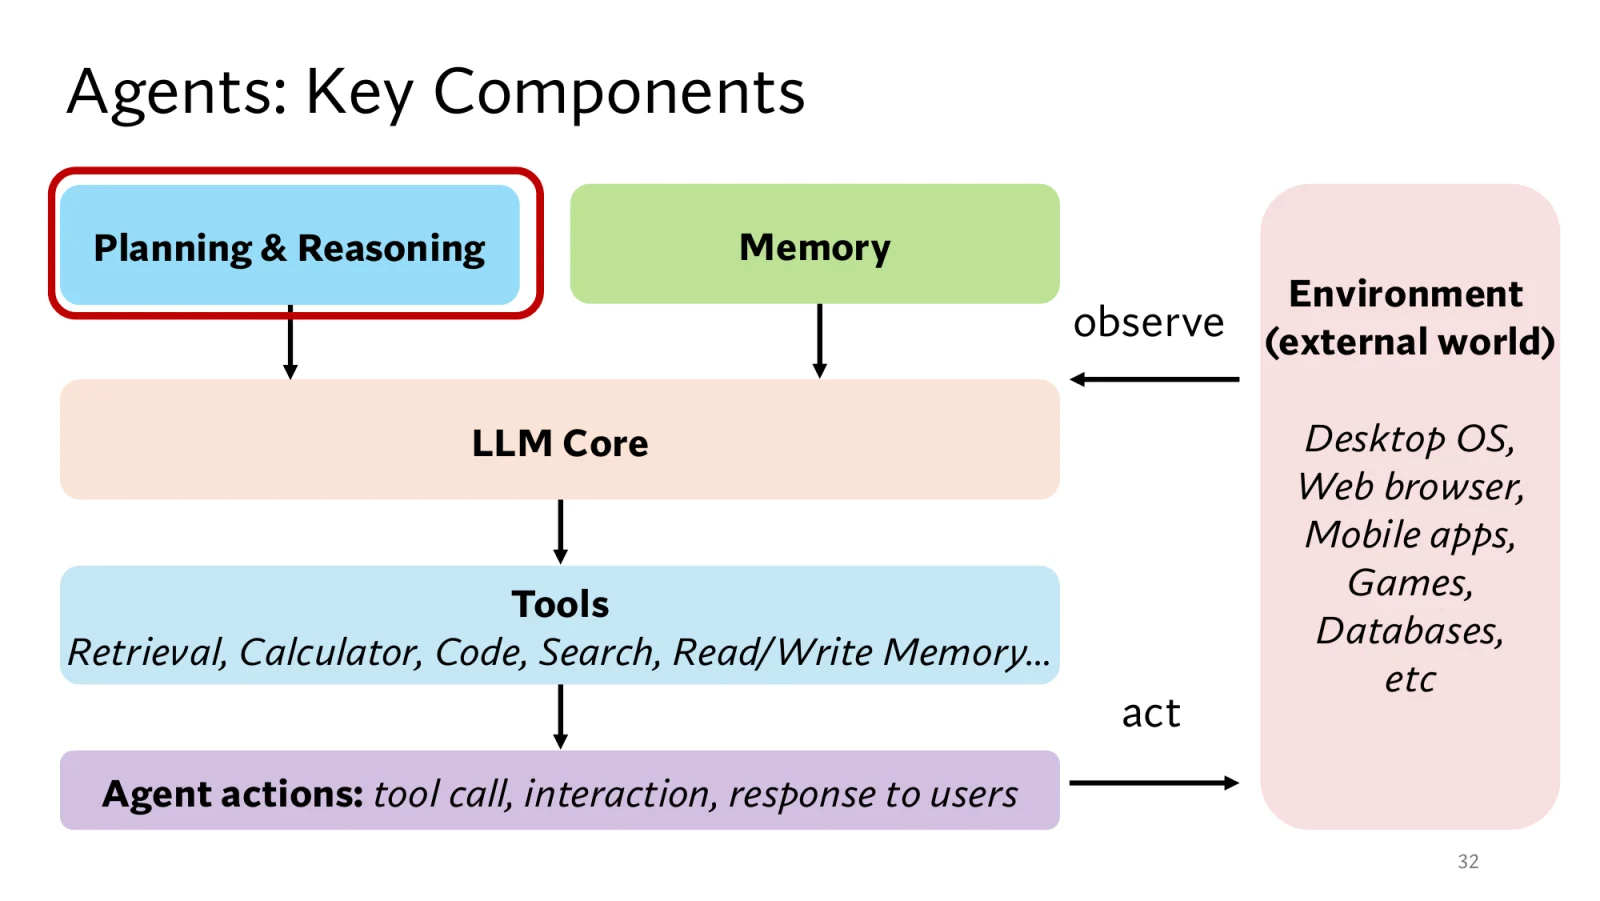 Agents: Key Components
Planning & Reasoning
Memory
observe
LLM Core
Tools
Retrieval, Calculator, Code, Search, Read/Write Memory...
act
Agent actions: tool call, interaction, response to users
Environment
(external world)
Desktop OS,
Web browser,
Mobile apps,
Games,
Databases,
etc
32